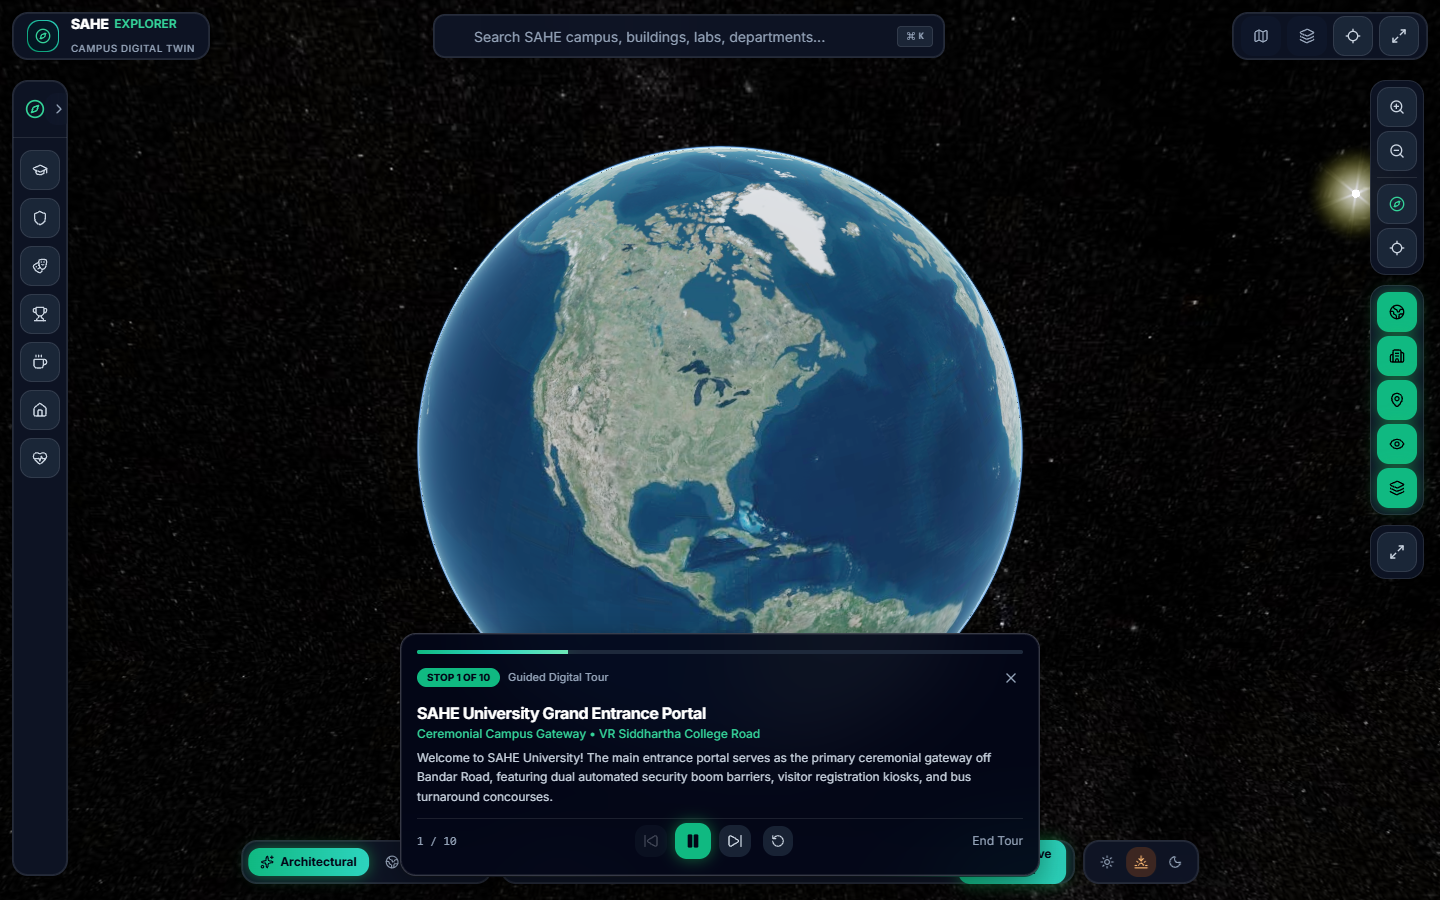 SAHE EXPLORER
CAMPUS DIGITAL TWIN
Search SAHE campus, buildings, labs, departments...
⌘ K
STOP 1 OF 10
Guided Digital Tour
SAHE University Grand Entrance Portal
Ceremonial Campus Gateway • VR Siddhartha College Road
Welcome to SAHE University! The main entrance portal serves as the primary ceremonial gateway off
Bandar Road, featuring dual automated security boom barriers, visitor registration kiosks, and bus
turnaround concourses.
1 / 10
End Tour
Architectural